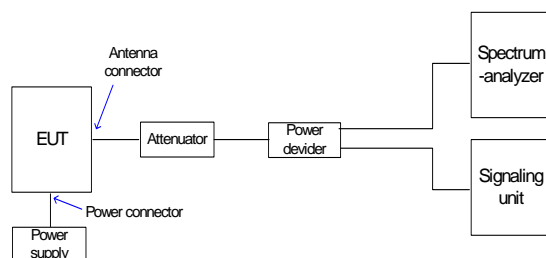 Antenna
connector
EUT
Attenuator
Power
devider
Spectrum
-analyzer
Signaling
unit
Power connector
Power
supply